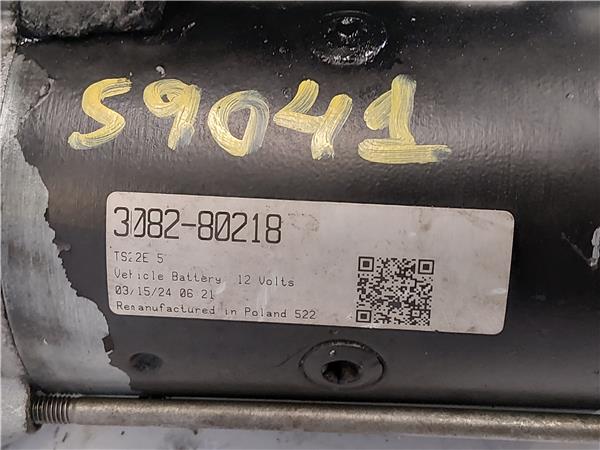 S9041
3082-80218
TS22E 5
Vehicle Battery 12 Volts
03/15/24 06 21
Remanufactured in Poland 522